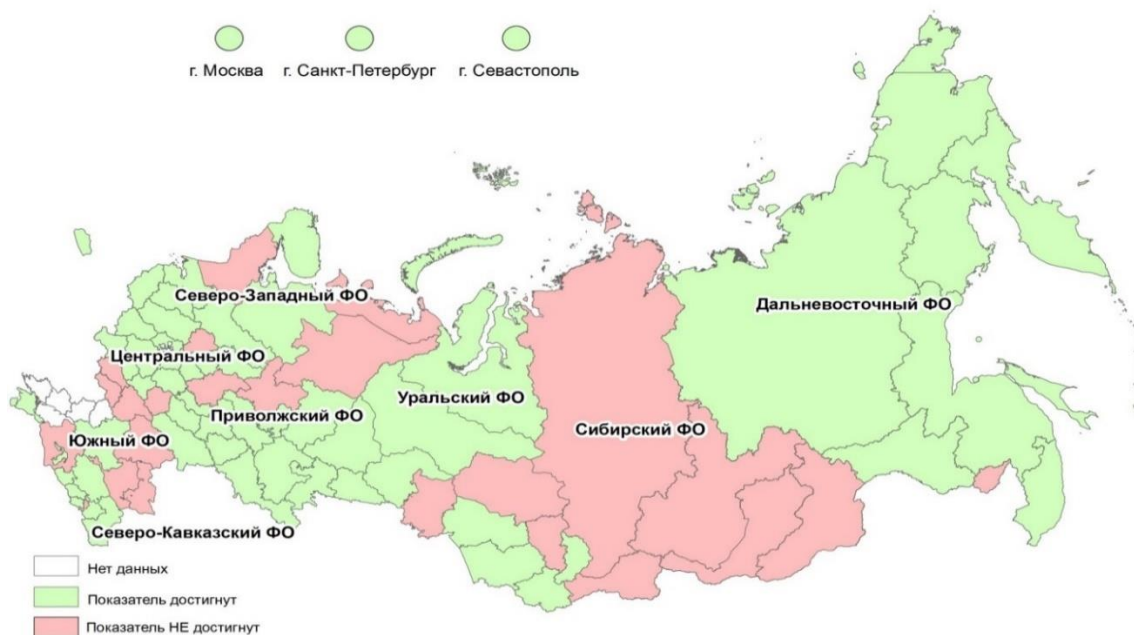 г. Москва г. Санкт-Петербург г. Севастополь
Северо-Западный ФО
Дальневосточный ФО
Центральный ФО
Уральский ФО
Приволжский ФО
Сибирский ФО
Южный ФО
Северо-Кавказский ФО
Нет данных
Показатель достигнут
Показатель НЕ достигнут